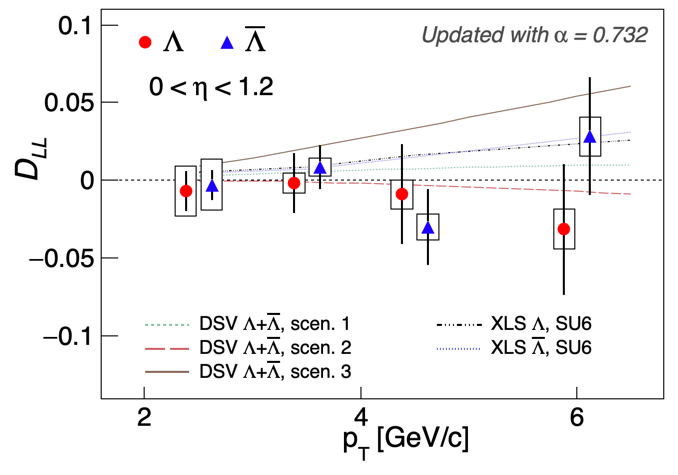 0.1
0.05
0
−0.05
−0.1
D_LL
Λ
Λ̅
Updated with α = 0.732
0 < η < 1.2
DSV Λ+Λ̅, scen. 1
DSV Λ+Λ̅, scen. 2
DSV Λ+Λ̅, scen. 3
XLS Λ, SU6
XLS Λ̅, SU6
2
4
6
p_T [GeV/c]